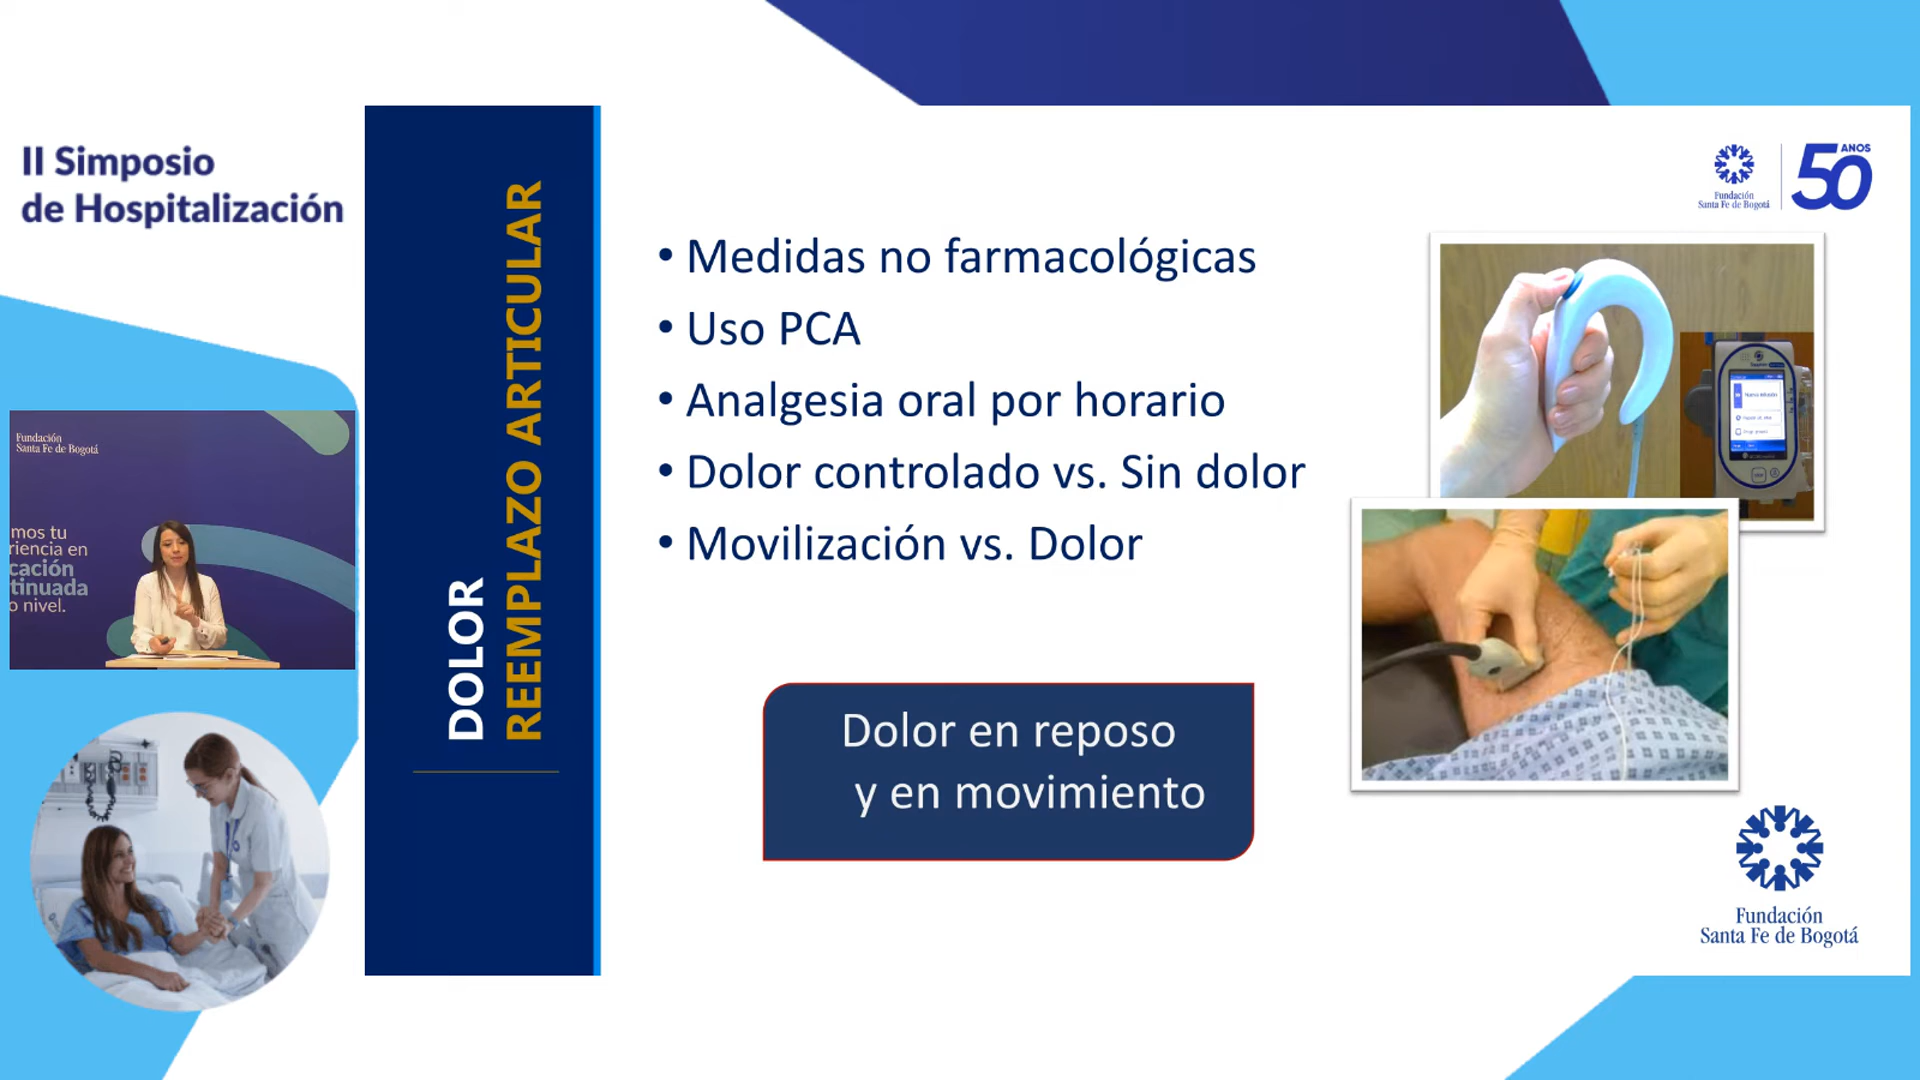 II Simposio
de Hospitalización
Fundación
Santa Fe de Bogotá
mos tu
riencia en
cación
tinuada
o nivel.
DOLOR
REEMPLAZO ARTICULAR
• Medidas no farmacológicas
• Uso PCA
• Analgesia oral por horario
• Dolor controlado vs. Sin dolor
• Movilización vs. Dolor
Dolor en reposo
y en movimiento
Fundación
Santa Fe de Bogotá
50 AÑOS
Fundación
Santa Fe de Bogotá